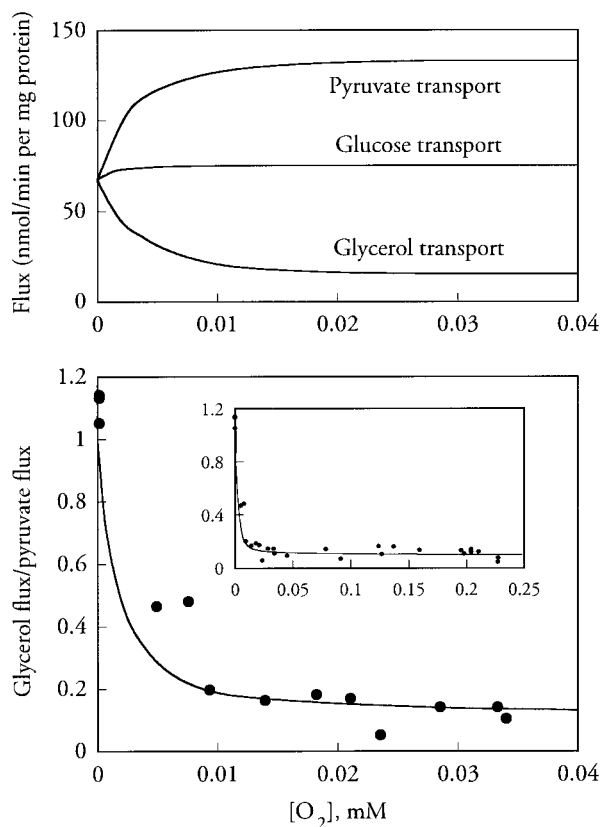 150
100
50
0
Flux (nmol/min per mg protein)
Pyruvate transport
Glucose transport
Glycerol transport
0 0.01 0.02 0.03 0.04
1.2
1
0.8
0.6
0.4
0.2
0
Glycerol flux/pyruvate flux
1.2
0.8
0.4
0
0 0.05 0.1 0.15 0.2 0.25
0 0.01 0.02 0.03 0.04
[O₂], mM